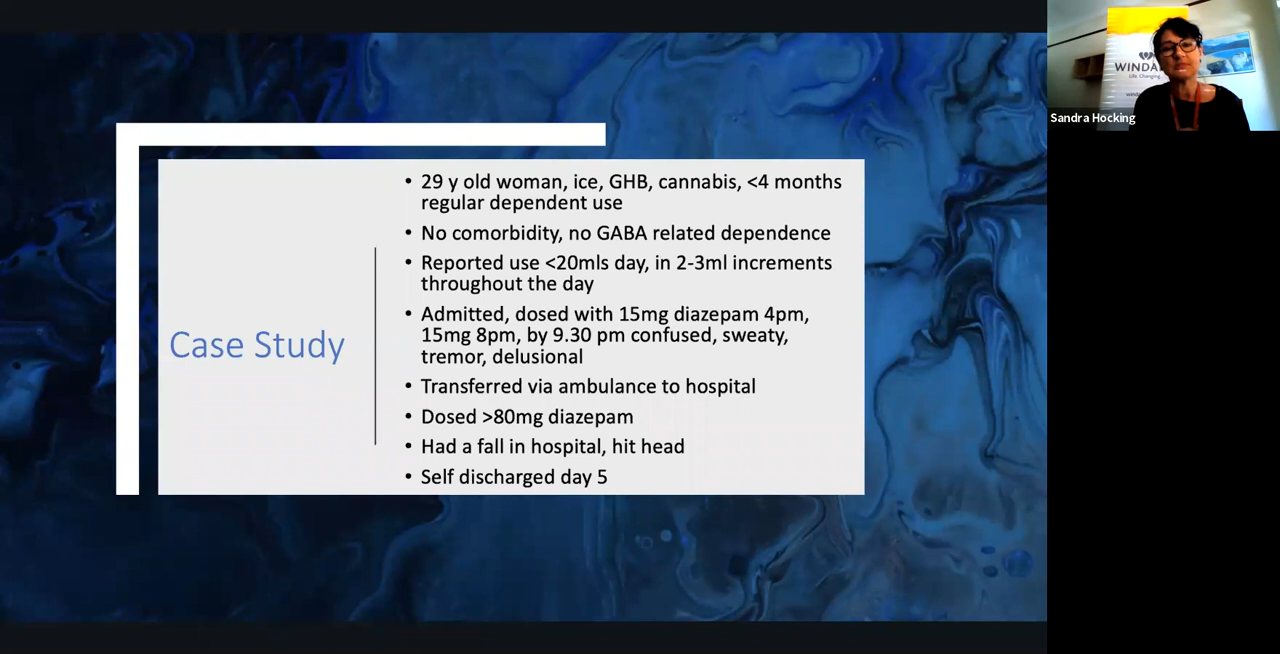 Case Study
• 29 y old woman, ice, GHB, cannabis, <4 months
regular dependent use
• No comorbidity, no GABA related dependence
• Reported use <20mls day, in 2-3ml increments
throughout the day
• Admitted, dosed with 15mg diazepam 4pm,
15mg 8pm, by 9.30 pm confused, sweaty,
tremor, delusional
• Transferred via ambulance to hospital
• Dosed >80mg diazepam
• Had a fall in hospital, hit head
• Self discharged day 5
WINDA
Life Changing
Sandra Hocking